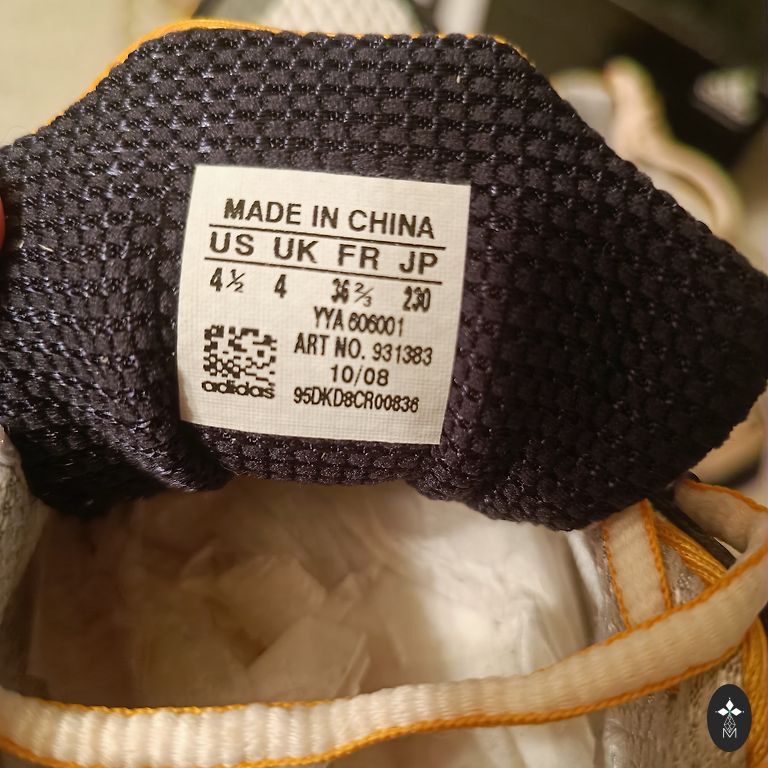 MADE IN CHINA
US UK FR JP
4½ 4 36⅔ 230
YYA 606001
ART NO. 931383
10/08
adidas 95DKD8CR00836
M